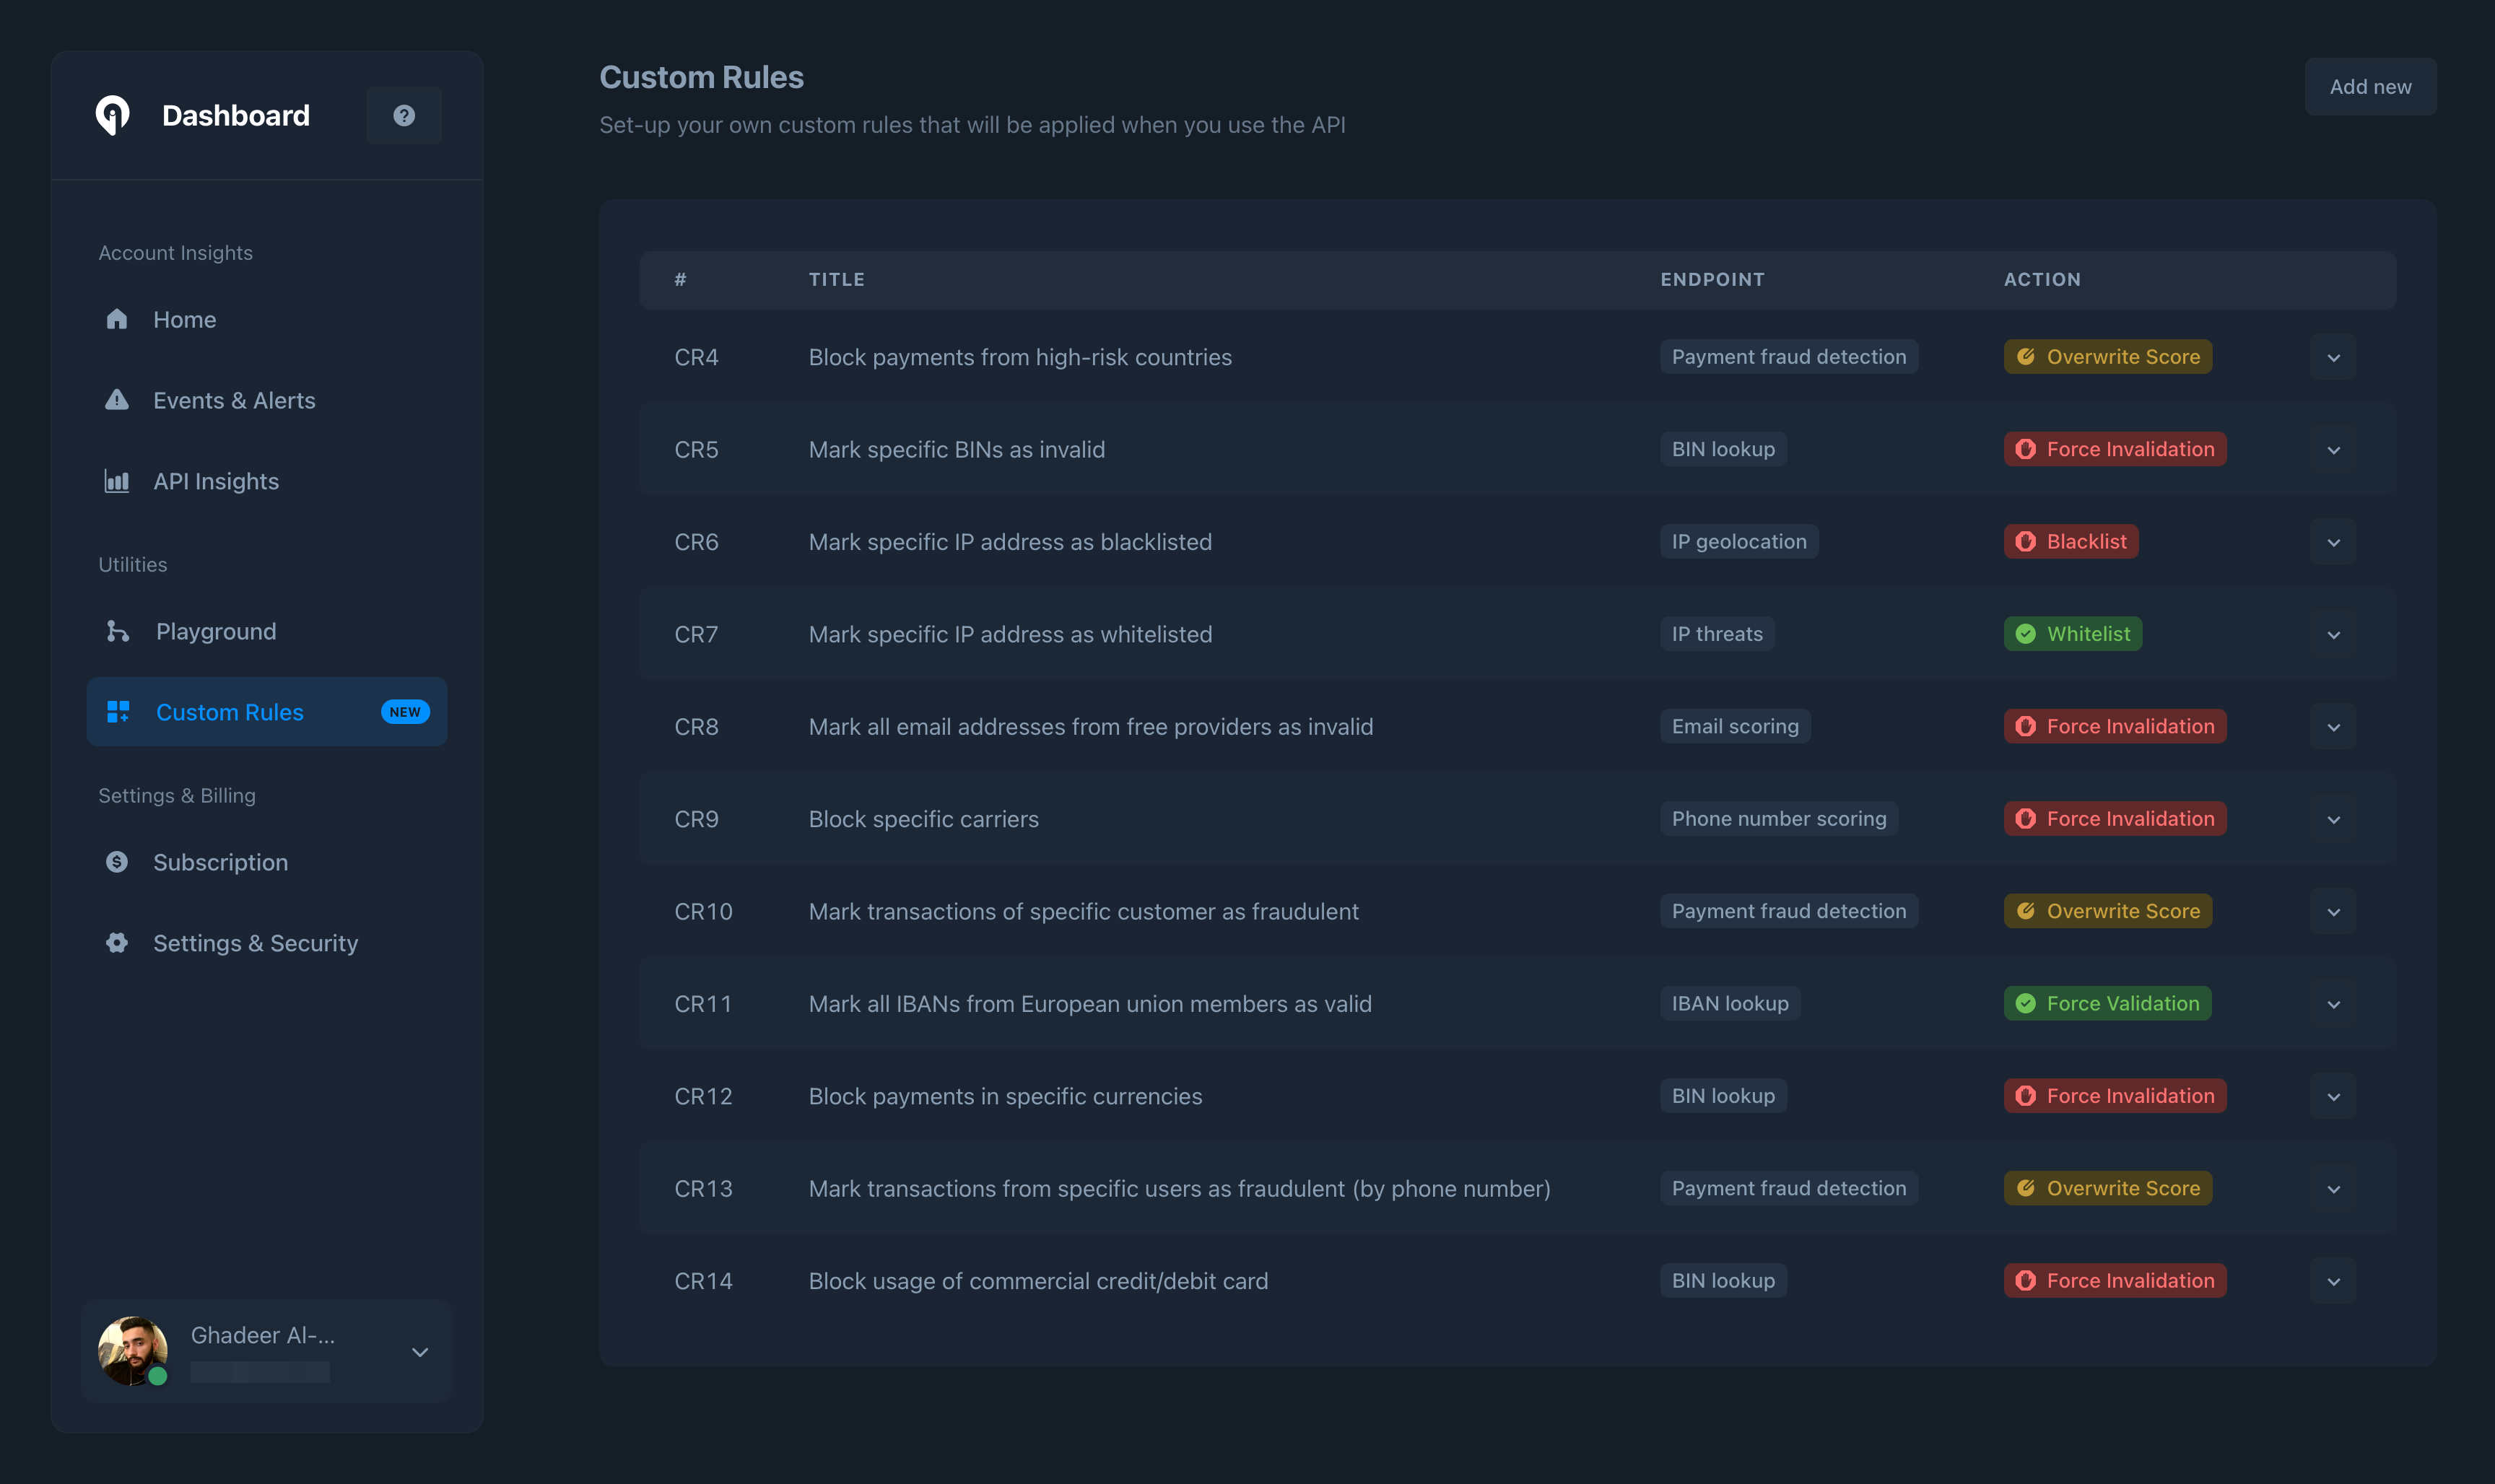 Dashboard
?
Account Insights
Home
Events & Alerts
API Insights
Utilities
Playground
Custom Rules NEW
Settings & Billing
Subscription
Settings & Security
Ghadeer Al-...
Custom Rules
Set-up your own custom rules that will be applied when you use the API
Add new
# TITLE ENDPOINT ACTION
CR4 Block payments from high-risk countries Payment fraud detection Overwrite Score
CR5 Mark specific BINs as invalid BIN lookup Force Invalidation
CR6 Mark specific IP address as blacklisted IP geolocation Blacklist
CR7 Mark specific IP address as whitelisted IP threats Whitelist
CR8 Mark all email addresses from free providers as invalid Email scoring Force Invalidation
CR9 Block specific carriers Phone number scoring Force Invalidation
CR10 Mark transactions of specific customer as fraudulent Payment fraud detection Overwrite Score
CR11 Mark all IBANs from European union members as valid IBAN lookup Force Validation
CR12 Block payments in specific currencies BIN lookup Force Invalidation
CR13 Mark transactions from specific users as fraudulent (by phone number) Payment fraud detection Overwrite Score
CR14 Block usage of commercial credit/debit card BIN lookup Force Invalidation